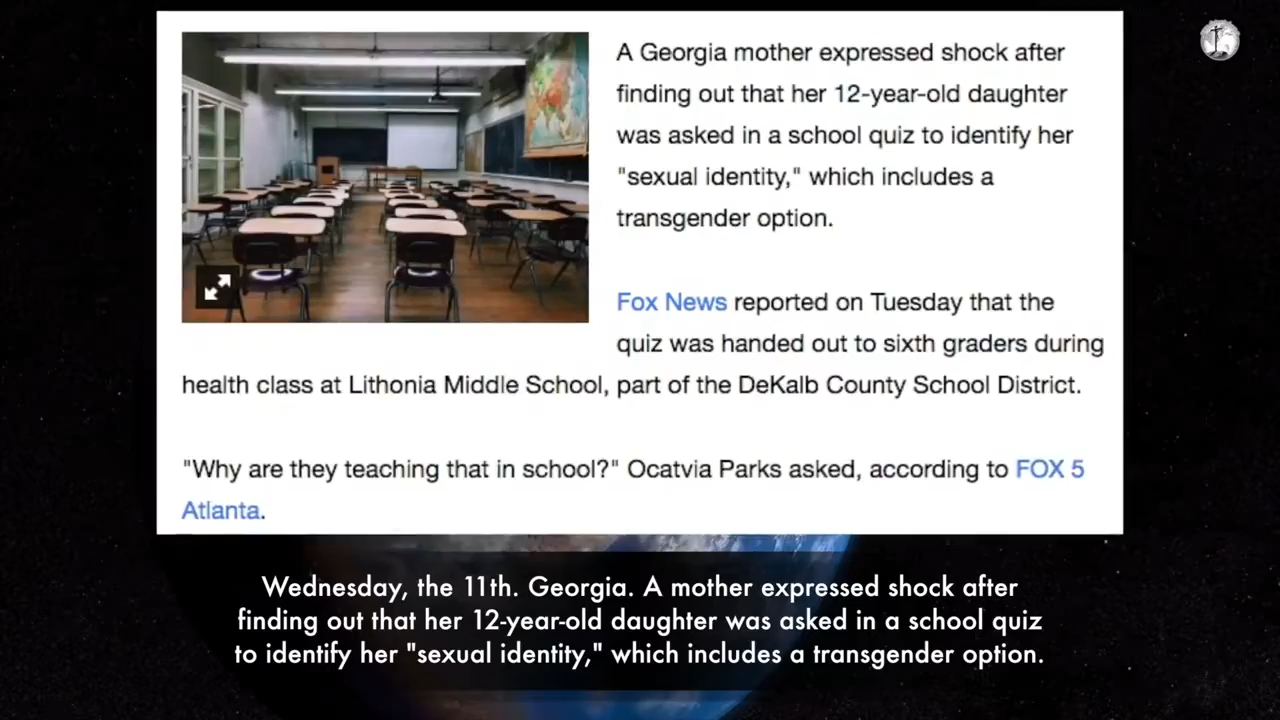 A Georgia mother expressed shock after
finding out that her 12-year-old daughter
was asked in a school quiz to identify her
"sexual identity," which includes a
transgender option.
Fox News reported on Tuesday that the
quiz was handed out to sixth graders during
health class at Lithonia Middle School, part of the DeKalb County School District.
"Why are they teaching that in school?" Ocatvia Parks asked, according to FOX 5
Atlanta.
Wednesday, the 11th. Georgia. A mother expressed shock after
finding out that her 12-year-old daughter was asked in a school quiz
to identify her "sexual identity," which includes a transgender option.